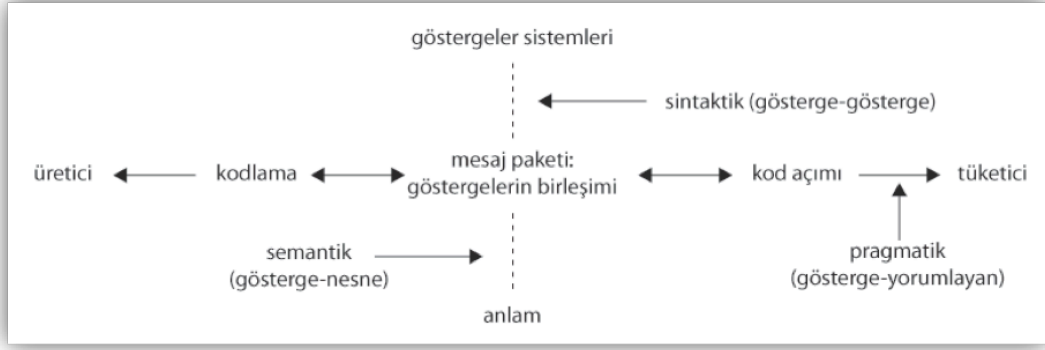 göstergeler sistemleri
sintaktik (gösterge-gösterge)
üretici
kodlama
mesaj paketi:
göstergelerin birleşimi
kod açımı
tüketici
semantik
(gösterge-nesne)
pragmatik
(gösterge-yorumlayan)
anlam